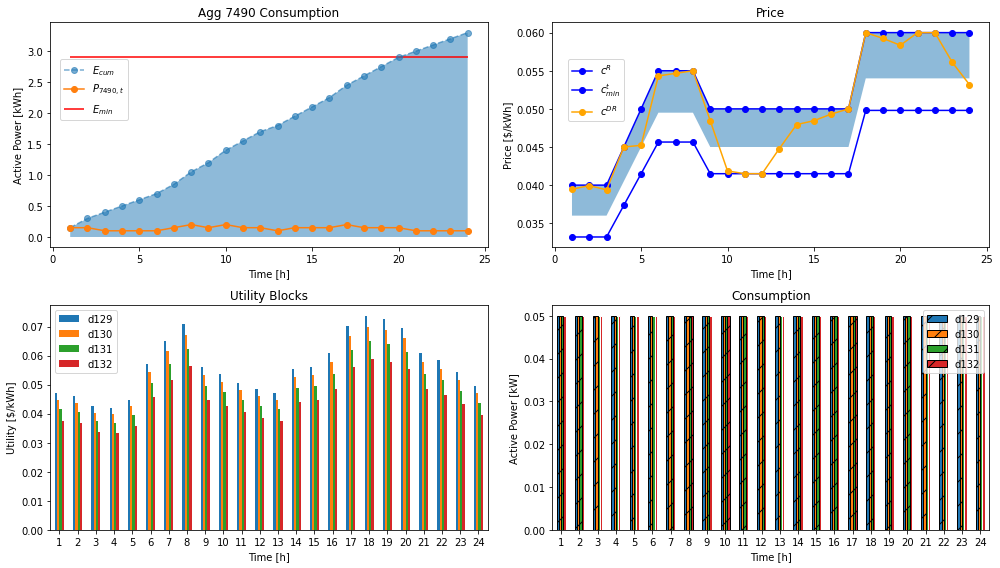 Agg 7490 Consumption
Active Power [kWh]
3.0
2.5
2.0
1.5
1.0
0.5
0.0
E_cum
P_7490, t
E_min
0 5 10 15 20 25
Time [h]
Price
Price [$/kWh]
0.060
0.055
0.050
0.045
0.040
0.035
c^R
c^t_min
c^DR
0 5 10 15 20 25
Time [h]
Utility Blocks
Utility [$/kWh]
0.07
0.06
0.05
0.04
0.03
0.02
0.01
0.00
d129
d130
d131
d132
1 2 3 4 5 6 7 8 9 10 11 12 13 14 15 16 17 18 19 20 21 22 23 24
Time [h]
Consumption
Active Power [kW]
0.05
0.04
0.03
0.02
0.01
0.00
d129
d130
d131
d132
1 2 3 4 5 6 7 8 9 10 11 12 13 14 15 16 17 18 19 20 21 22 23 24
Time [h]